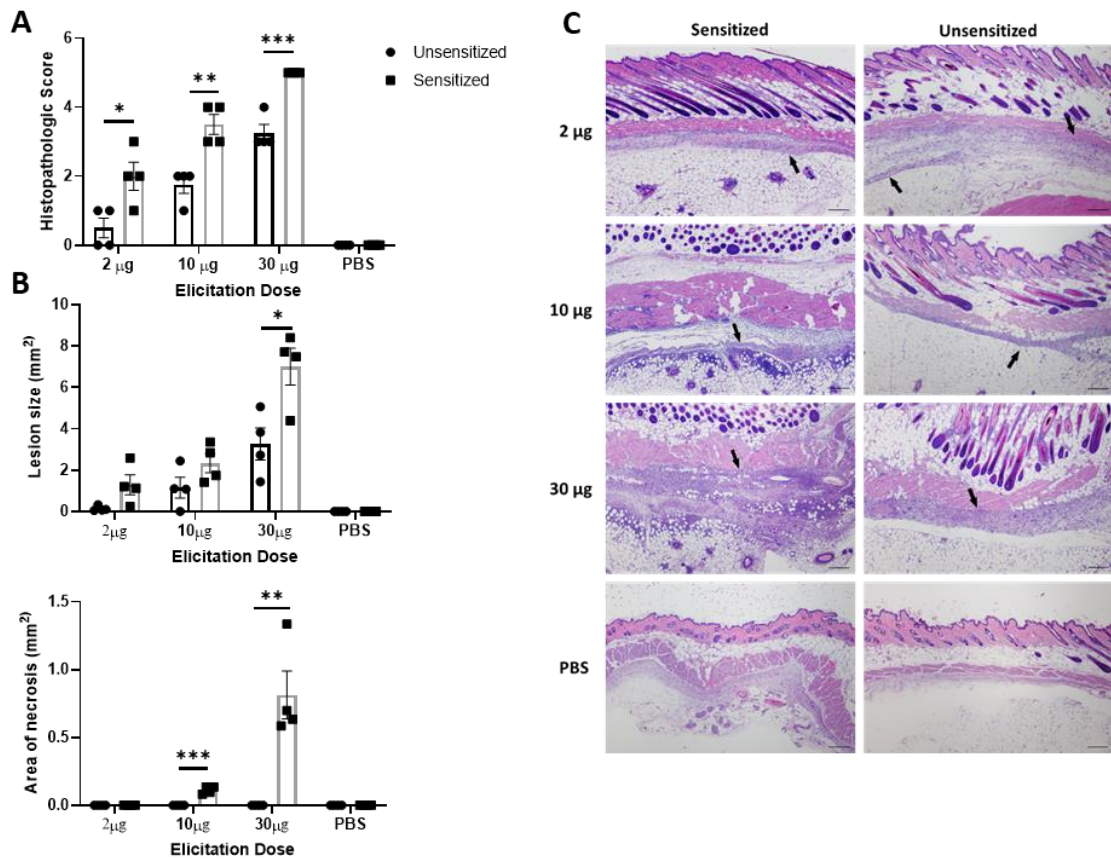 A
Histopathologic Score
6
4
2
0
*
**
***
Unsensitized
Sensitized
2 µg
10 µg
30 µg
PBS
Elicitation Dose
B
Lesion size (mm²)
10
8
6
4
2
0
*
2µg
10µg
30µg
PBS
Elicitation Dose
Area of necrosis (mm²)
1.5
1.0
0.5
0.0
***
**
2µg
10µg
30µg
PBS
Elicitation Dose
C
Sensitized
Unsensitized
2 µg
10 µg
30 µg
PBS